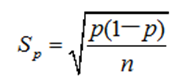 S_p = √(p(1−p)/n)